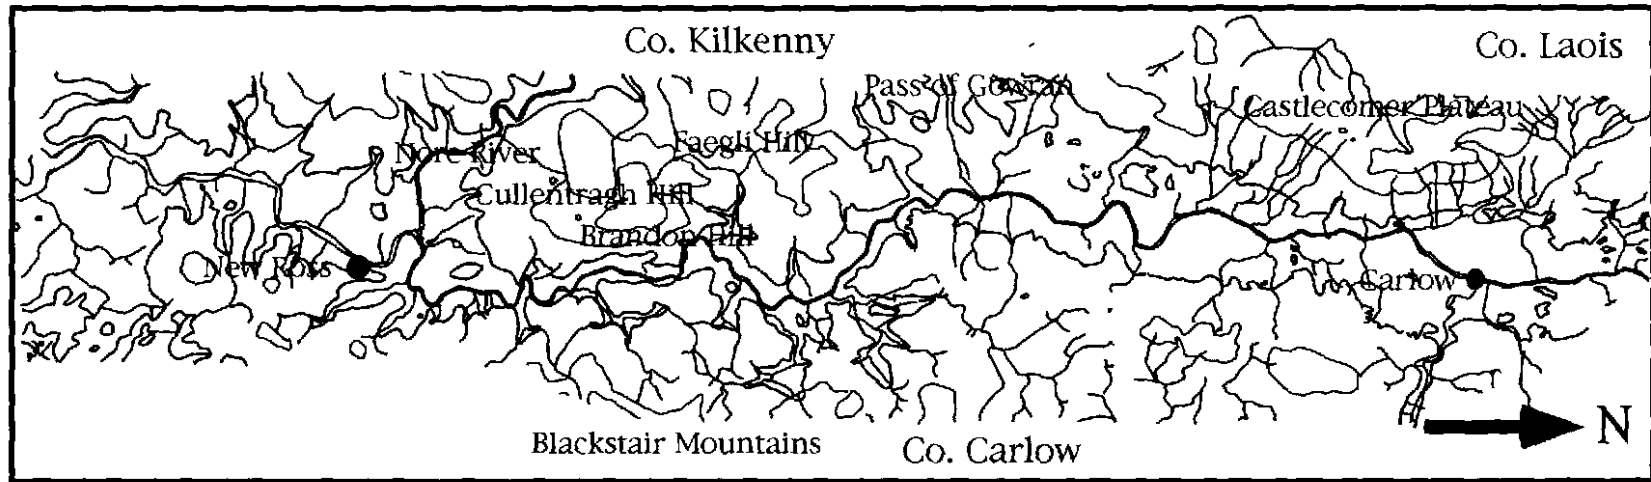 Co. Kilkenny
Co. Laois
Pass of Gowran
Castlecomer Plateau
Faegli Hill
Nore River
Cullentragh Hill
Brandon Hill
New Ross
Carlow
N
Blackstair Mountains
Co. Carlow